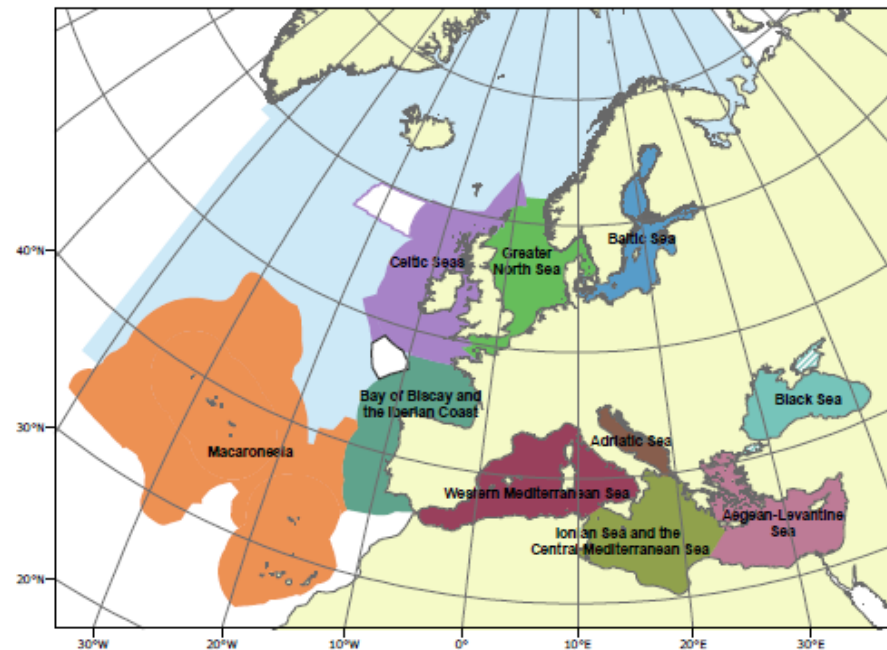 40°N
30°N
20°N
Celtic Seas
Greater
North Sea
Baltic Sea
Bay of Biscay and
the Iberian Coast
Black Sea
Macaronesia
Adriatic Sea
Western Mediterranean Sea
Aegean-Levantine
Sea
Ionian Sea and the
Central Mediterranean Sea
30°W
20°W
10°W
0°
10°E
20°E
30°E